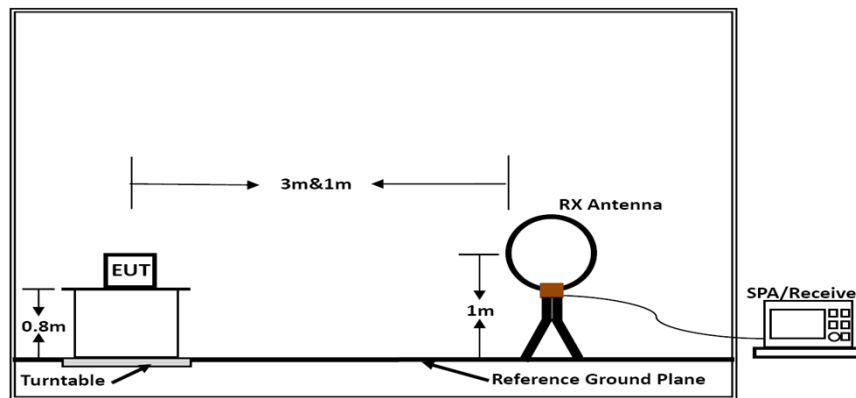 3m&1m
RX Antenna
EUT
SPA/Receive
0.8m
1m
Turntable
Reference Ground Plane